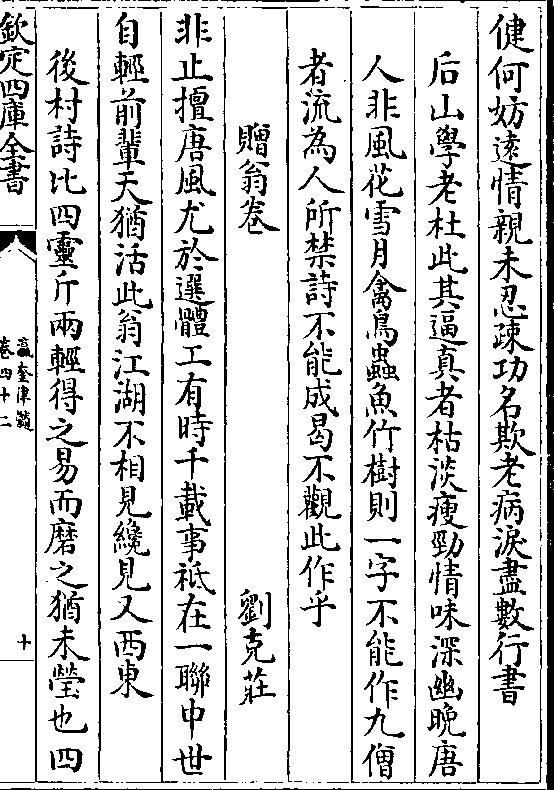 健何妨遠情親未忍疎功名欺老病淚盡數行書
后山學老杜此其逼真者枯淡瘦勁情味深幽晚唐
人非風花雪月禽鳥蟲魚竹樹則一字不能作九僧
者流為人所禁詩不能成曷不觀此作乎
贈翁卷　劉克莊
非止擅唐風尤於選體工有時千載事祗在一聯中世
自輕前輩天猶活此翁江湖不相見纔見又西東
後村詩比四靈斤兩輕得之易而磨之猶未瑩也四
欽定四庫全書
瀛奎律髓
卷四十二
十